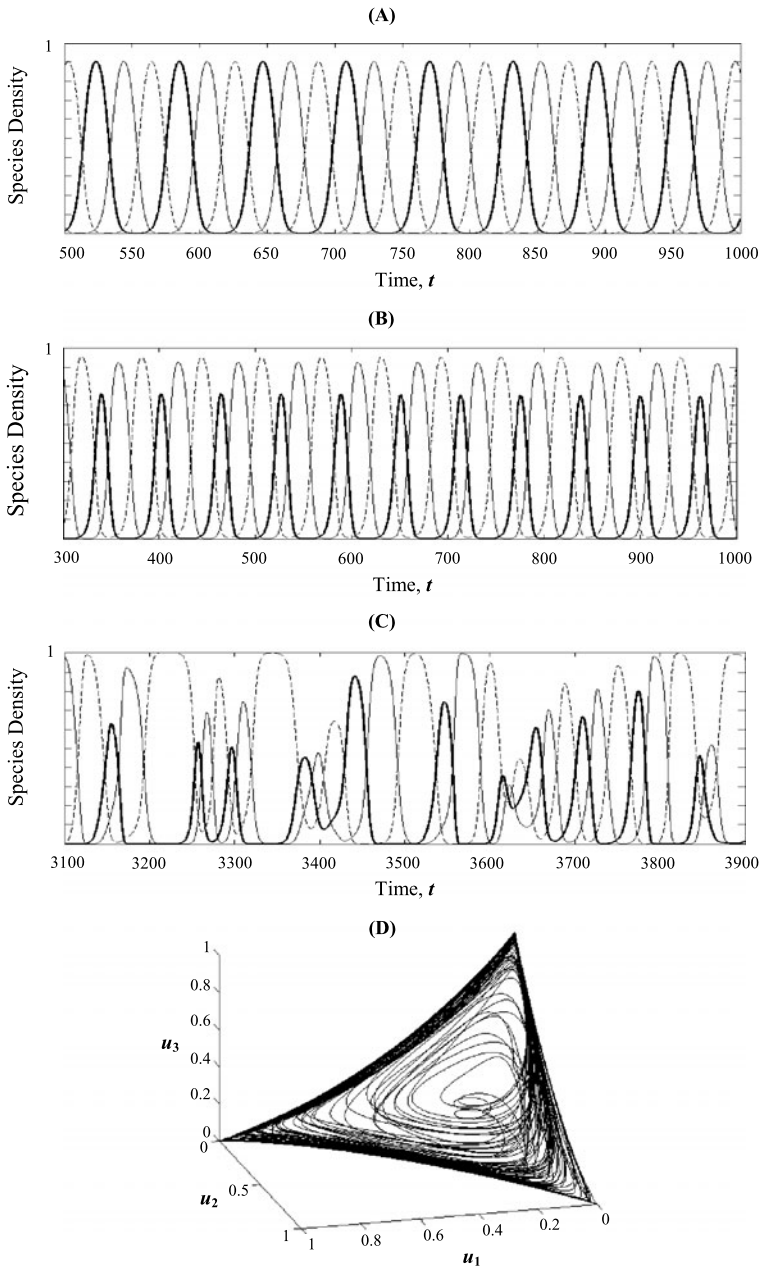 (A)
1
Species Density
500 550 600 650 700 750 800 850 900 950 1000
Time, t
(B)
1
Species Density
300 400 500 600 700 800 900 1000
Time, t
(C)
1
Species Density
3100 3200 3300 3400 3500 3600 3700 3800 3900
Time, t
(D)
1
0.8
0.6
u3
0.4
0.2
0
0
0.5
u2
1
1 0.8 0.6 0.4 0.2 0
u1